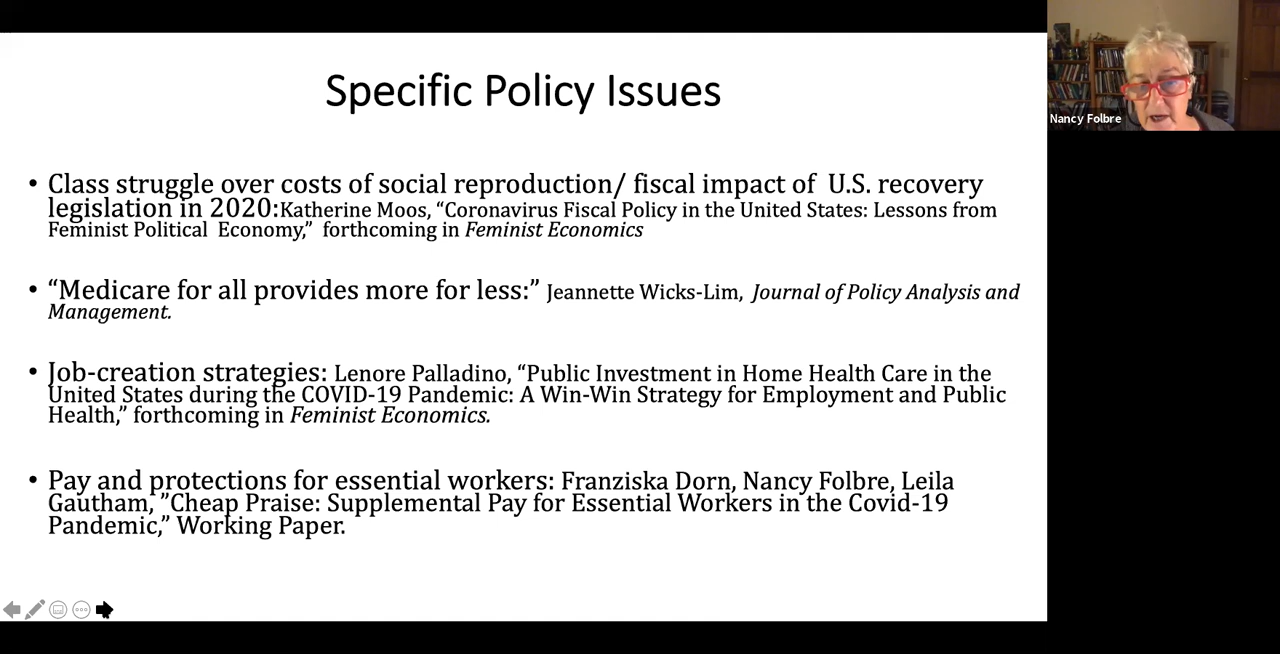 Specific Policy Issues
• Class struggle over costs of social reproduction/ fiscal impact of  U.S. recovery
legislation in 2020:Katherine Moos, “Coronavirus Fiscal Policy in the United States: Lessons from
Feminist Political  Economy,”  forthcoming in Feminist Economics
• “Medicare for all provides more for less:” Jeannette Wicks-Lim,  Journal of Policy Analysis and
Management.
• Job-creation strategies: Lenore Palladino, “Public Investment in Home Health Care in the
United States during the COVID-19 Pandemic: A Win-Win Strategy for Employment and Public
Health,” forthcoming in Feminist Economics.
• Pay and protections for essential workers: Franziska Dorn, Nancy Folbre, Leila
Gautham, ”Cheap Praise: Supplemental Pay for Essential Workers in the Covid-19
Pandemic,” Working Paper.
Nancy Folbre